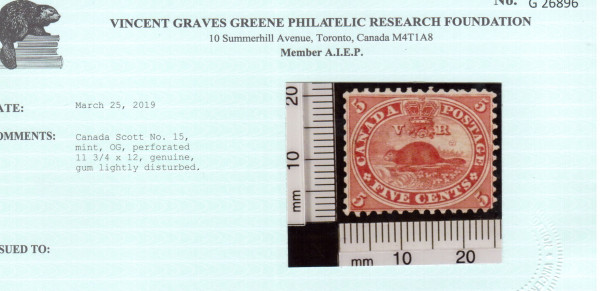 No. G 26896
VINCENT GRAVES GREENE PHILATELIC RESEARCH FOUNDATION
10 Summerhill Avenue, Toronto, Canada M4T1A8
Member A.I.E.P.
ATE: March 25, 2019
OMMENTS: Canada Scott No. 15,
mint, OG, perforated
11 3/4 x 12, genuine,
gum lightly disturbed.
SUED TO:
20
10
mm
5 5
CANADA POSTAGE
V R
FIVE CENTS
5 5
mm 10 20